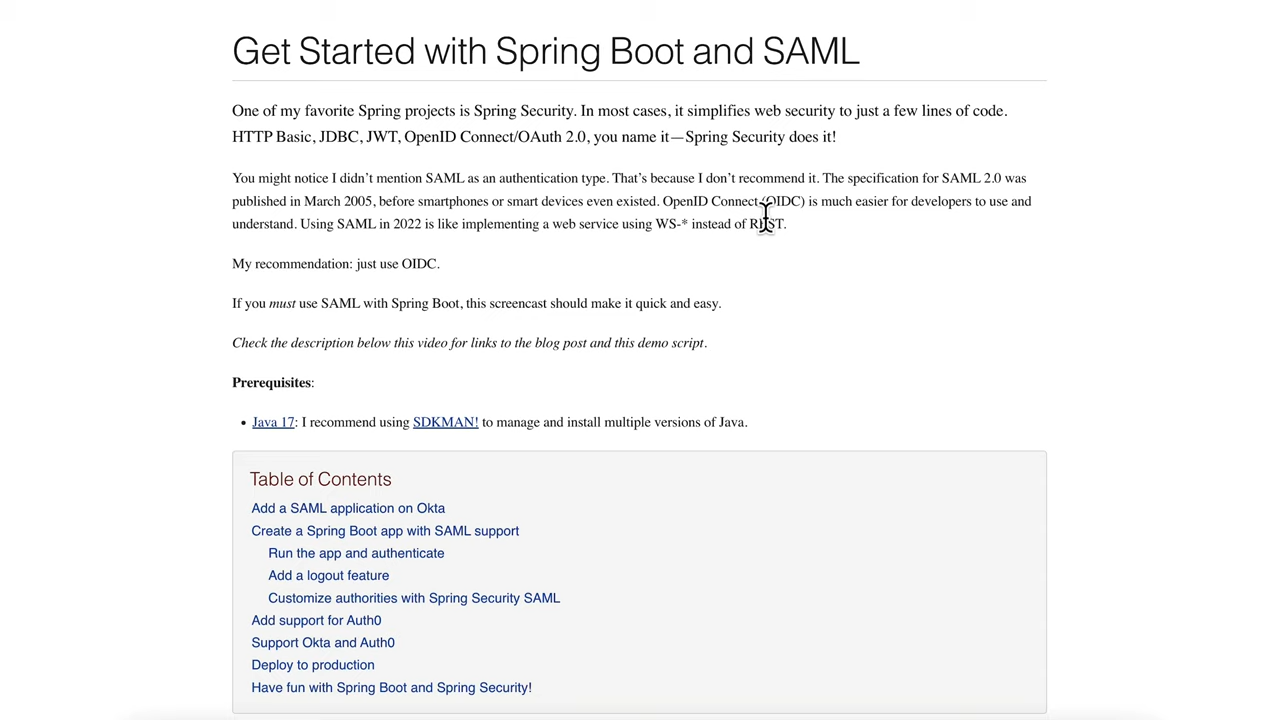 Get Started with Spring Boot and SAML
One of my favorite Spring projects is Spring Security. In most cases, it simplifies web security to just a few lines of code.
HTTP Basic, JDBC, JWT, OpenID Connect/OAuth 2.0, you name it—Spring Security does it!
You might notice I didn’t mention SAML as an authentication type. That’s because I don’t recommend it. The specification for SAML 2.0 was
published in March 2005, before smartphones or smart devices even existed. OpenID Connect (OIDC) is much easier for developers to use and
understand. Using SAML in 2022 is like implementing a web service using WS-* instead of REST.
My recommendation: just use OIDC.
If you must use SAML with Spring Boot, this screencast should make it quick and easy.
Check the description below this video for links to the blog post and this demo script.
Prerequisites:
• Java 17: I recommend using SDKMAN! to manage and install multiple versions of Java.
Table of Contents
Add a SAML application on Okta
Create a Spring Boot app with SAML support
Run the app and authenticate
Add a logout feature
Customize authorities with Spring Security SAML
Add support for Auth0
Support Okta and Auth0
Deploy to production
Have fun with Spring Boot and Spring Security!